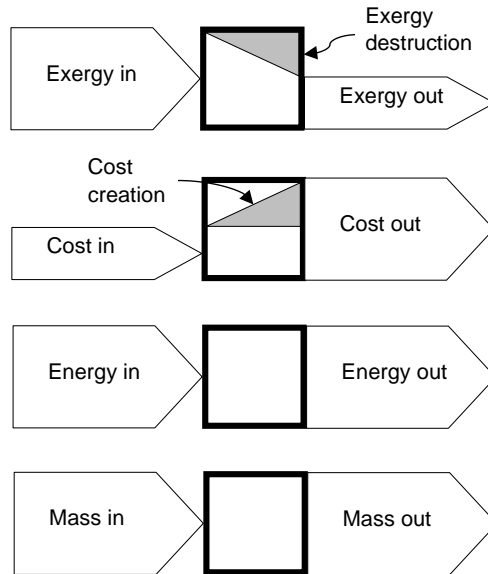 Exergy
destruction
Exergy in
Exergy out
Cost
creation
Cost in
Cost out
Energy in
Energy out
Mass in
Mass out